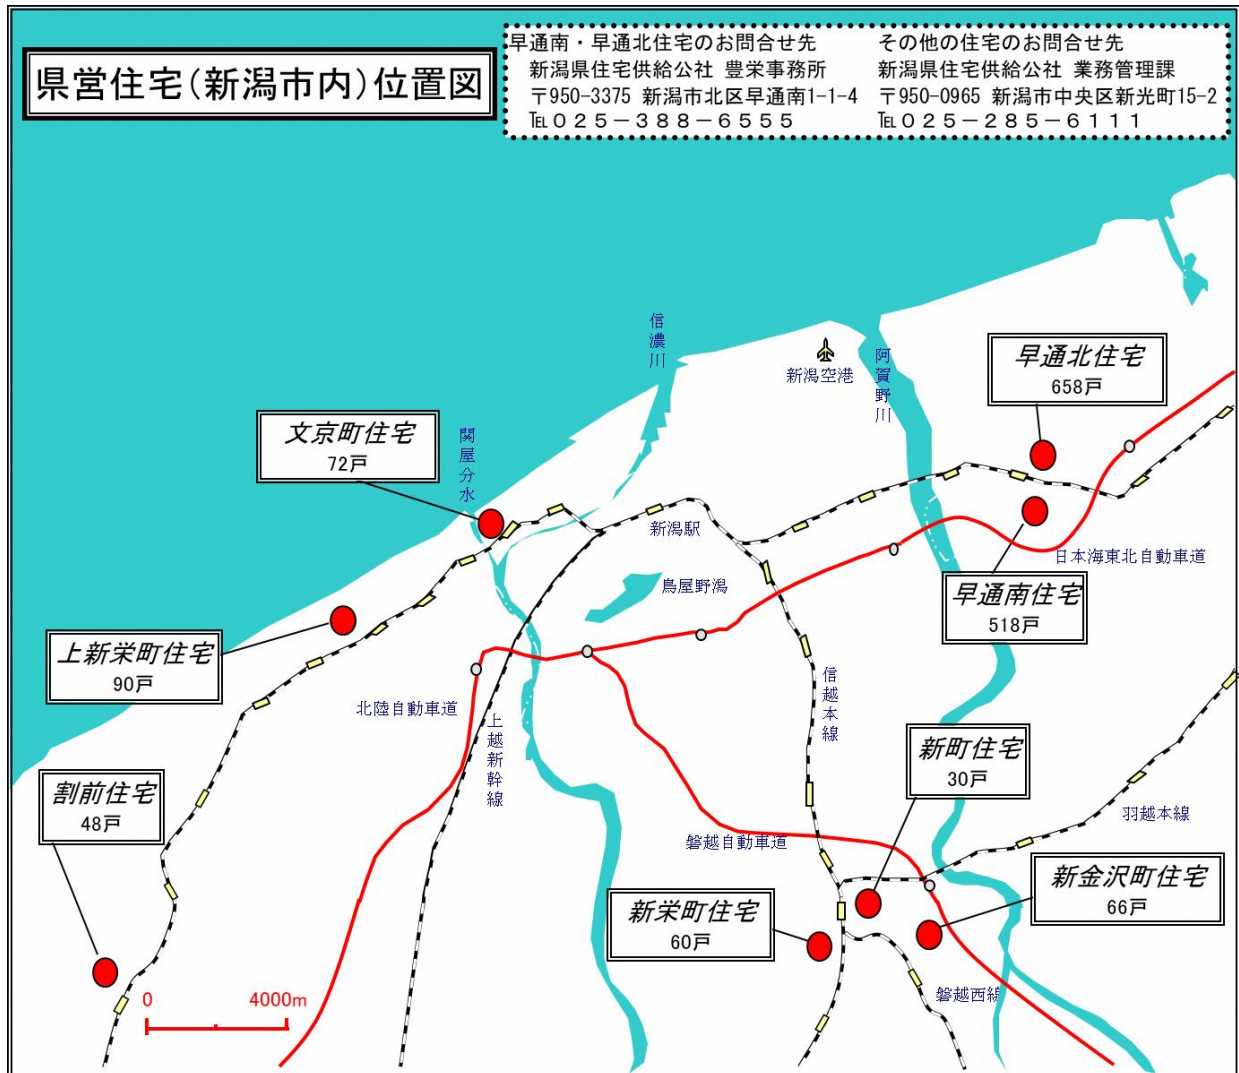 県営住宅（新潟市内）位置図
早通南・早通北住宅のお問合せ先
新潟県住宅供給公社 豊栄事務所
〒950-3375 新潟市北区早通南1-1-4
℡０２５－３８８－６５５５
その他の住宅のお問合せ先
新潟県住宅供給公社 業務管理課
〒950-0965 新潟市中央区新光町15-2
℡０２５－２８５－６１１１
信濃川
新潟空港
阿賀野川
早通北住宅
658戸
文京町住宅
72戸
関屋分水
新潟駅
鳥屋野潟
日本海東北自動車道
早通南住宅
518戸
上新栄町住宅
90戸
北陸自動車道
上越新幹線
信越本線
新町住宅
30戸
割前住宅
48戸
磐越自動車道
羽越本線
新金沢町住宅
66戸
新栄町住宅
60戸
磐越西線
0
4000m